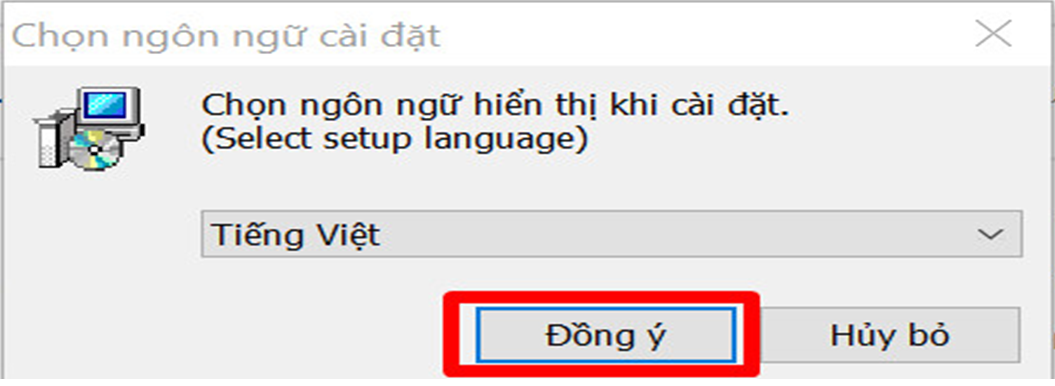 Chọn ngôn ngữ cài đặt
Chọn ngôn ngữ hiển thị khi cài đặt.
(Select setup language)
Tiếng Việt
Đồng ý
Hủy bỏ